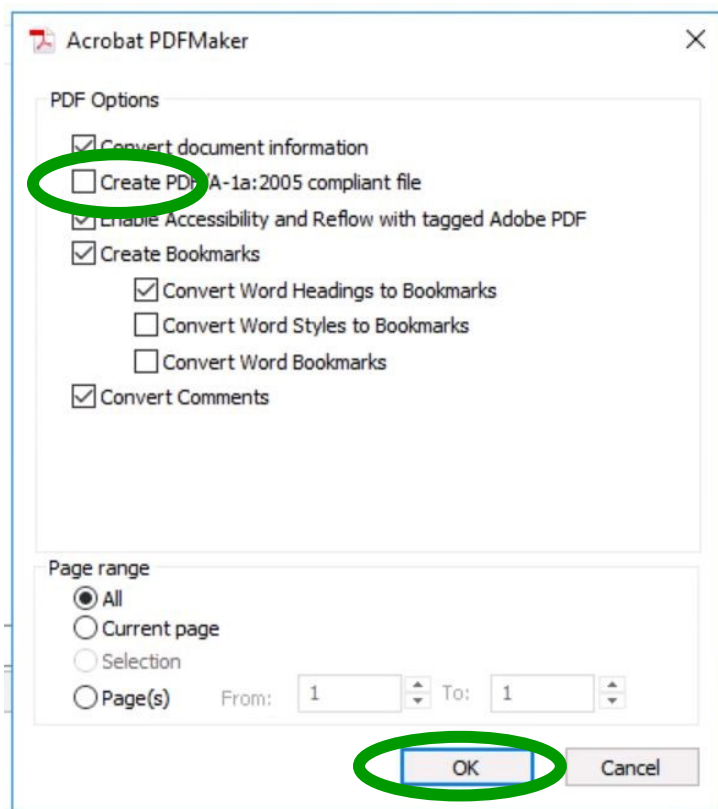 Acrobat PDFMaker
PDF Options
Convert document information
Create PDF/A-1a:2005 compliant file
Enable Accessibility and Reflow with tagged Adobe PDF
Create Bookmarks
Convert Word Headings to Bookmarks
Convert Word Styles to Bookmarks
Convert Word Bookmarks
Convert Comments
Page range
All
Current page
Selection
Page(s) From: 1 To: 1
OK Cancel